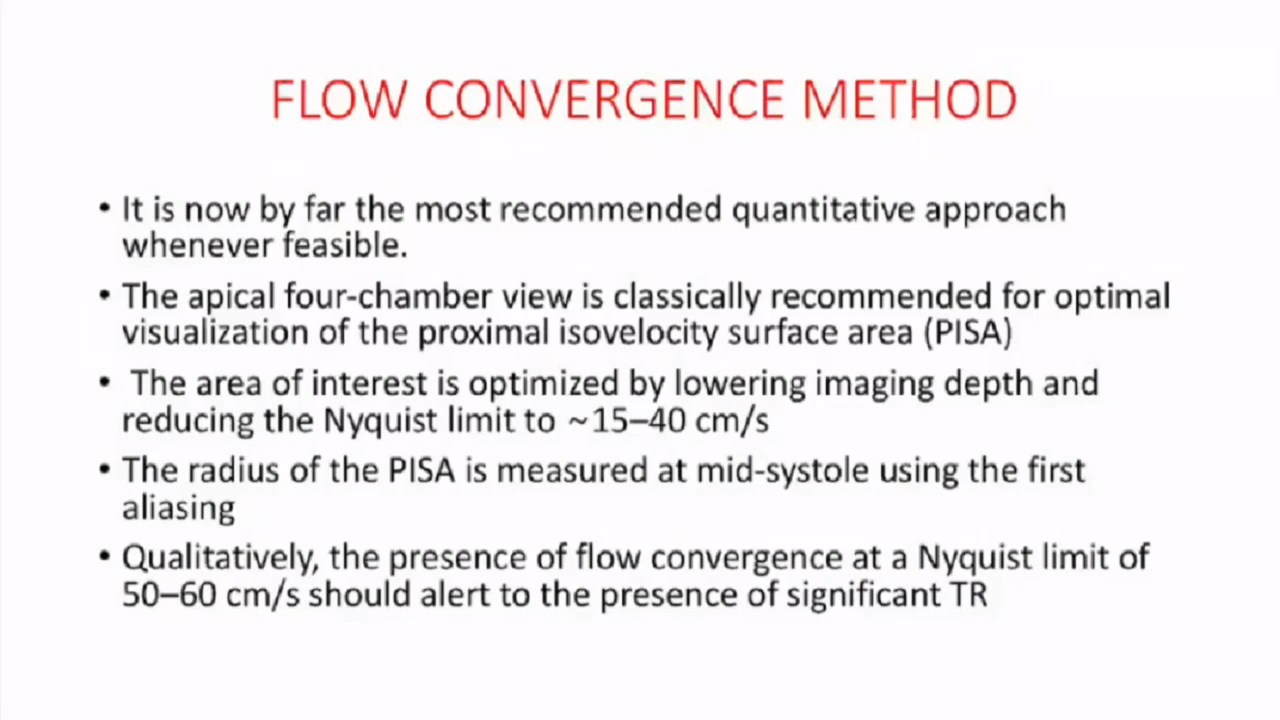 FLOW CONVERGENCE METHOD
• It is now by far the most recommended quantitative approach
whenever feasible.
• The apical four-chamber view is classically recommended for optimal
visualization of the proximal isovelocity surface area (PISA)
• The area of interest is optimized by lowering imaging depth and
reducing the Nyquist limit to ~15–40 cm/s
• The radius of the PISA is measured at mid-systole using the first
aliasing
• Qualitatively, the presence of flow convergence at a Nyquist limit of
50–60 cm/s should alert to the presence of significant TR